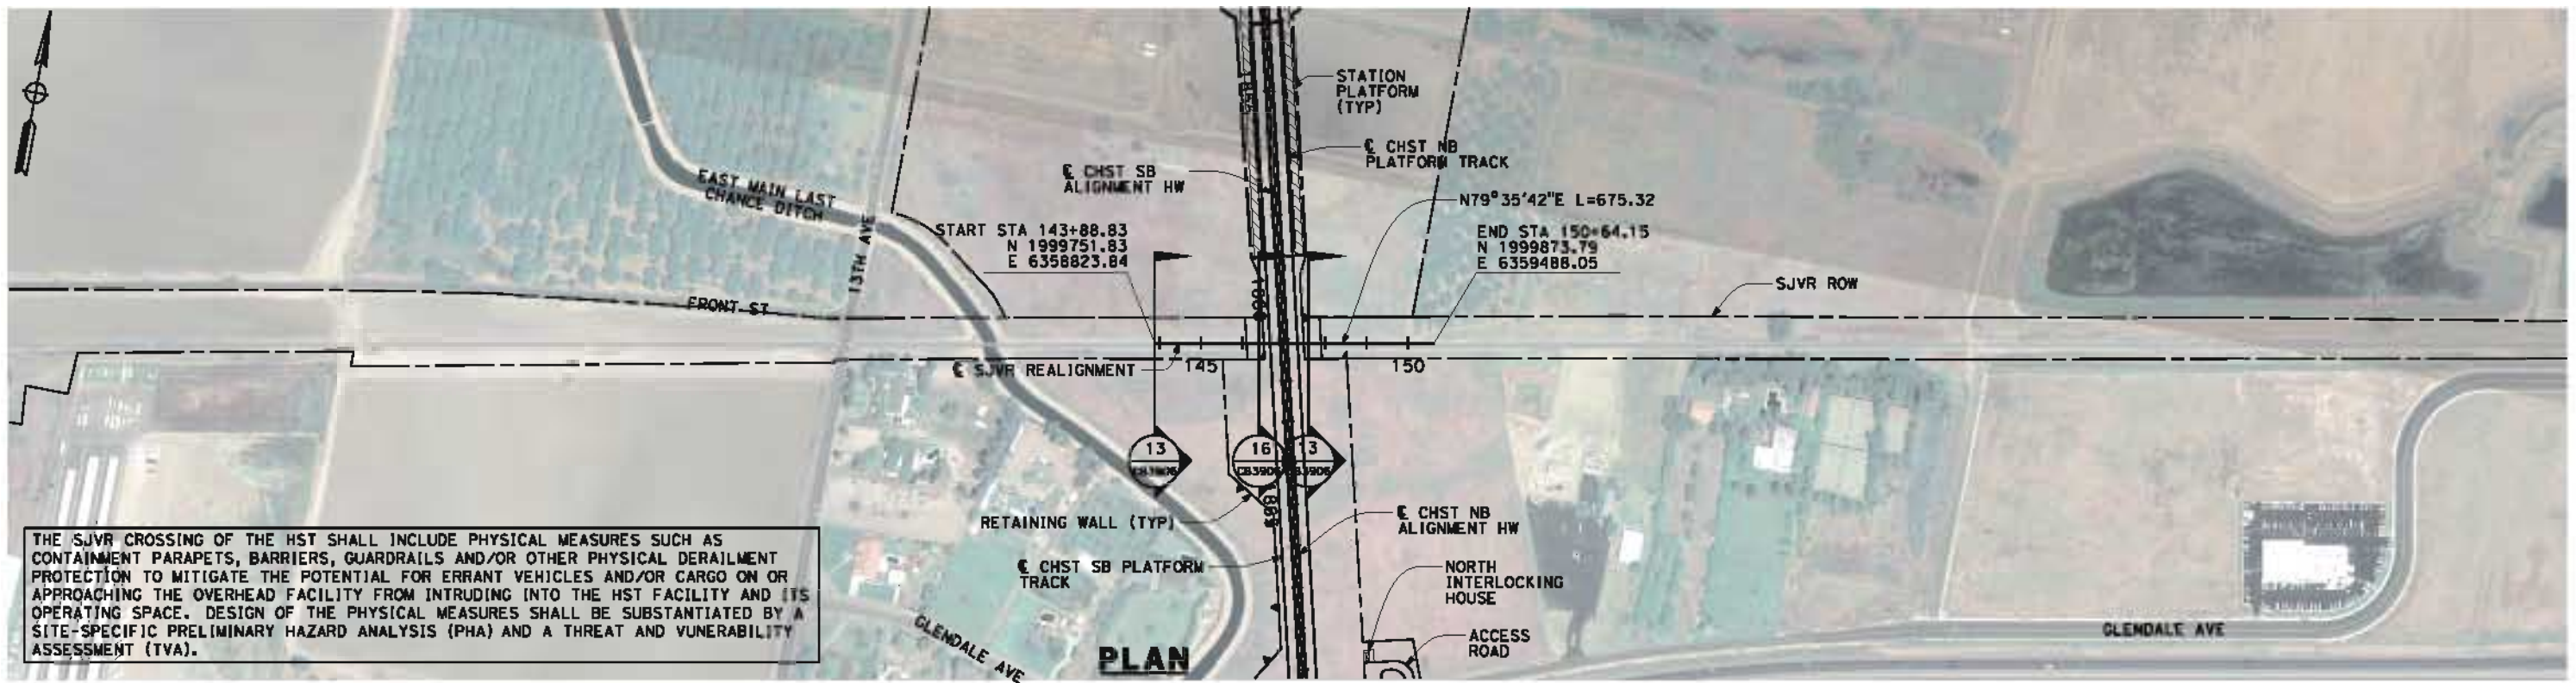 STATION
PLATFORM
(TYP)
℄ CHST NB
PLATFORM TRACK
℄ CHST SB
ALIGNMENT HW
EAST MAIN LAST
CHANCE DITCH
13TH AVE
N79°35'42"E L=675.32
START STA 143+88.83
N 1999751.83
E 6358823.84
END STA 150+64.15
N 1999873.79
E 6359488.05
SJVR ROW
FRONT ST
℄ SJVR REALIGNMENT
145
150
13
16
13
RETAINING WALL (TYP)
℄ CHST NB
ALIGNMENT HW
℄ CHST SB PLATFORM
TRACK
NORTH
INTERLOCKING
HOUSE
ACCESS
ROAD
GLENDALE AVE
GLENDALE AVE
THE SJVR CROSSING OF THE HST SHALL INCLUDE PHYSICAL MEASURES SUCH AS
CONTAINMENT PARAPETS, BARRIERS, GUARDRAILS AND/OR OTHER PHYSICAL DERAILMENT
PROTECTION TO MITIGATE THE POTENTIAL FOR ERRANT VEHICLES AND/OR CARGO ON OR
APPROACHING THE OVERHEAD FACILITY FROM INTRUDING INTO THE HST FACILITY AND ITS
OPERATING SPACE. DESIGN OF THE PHYSICAL MEASURES SHALL BE SUBSTANTIATED BY A
SITE-SPECIFIC PRELIMINARY HAZARD ANALYSIS (PHA) AND A THREAT AND VUNERABILITY
ASSESSMENT (TVA).
PLAN